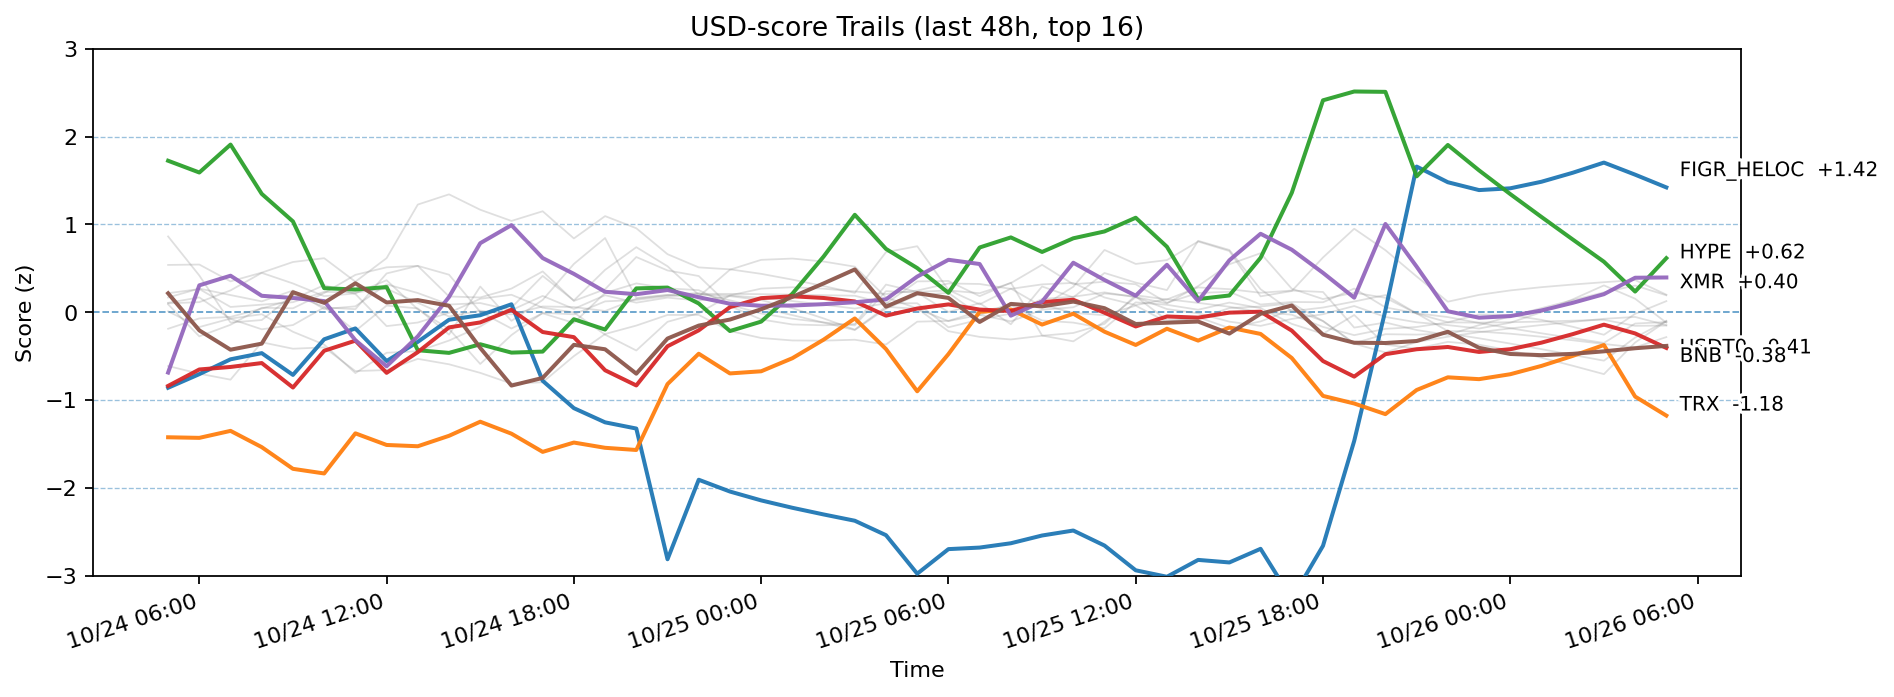 USD-score Trails (last 48h, top 16)
Score (z)
3
2
1
0
−1
−2
−3
FIGR_HELOC +1.42
HYPE +0.62
XMR +0.40
USDT0 -0.41
BNB -0.38
TRX -1.18
10/24 06:00
10/24 12:00
10/24 18:00
10/25 00:00
10/25 06:00
10/25 12:00
10/25 18:00
10/26 00:00
10/26 06:00
Time